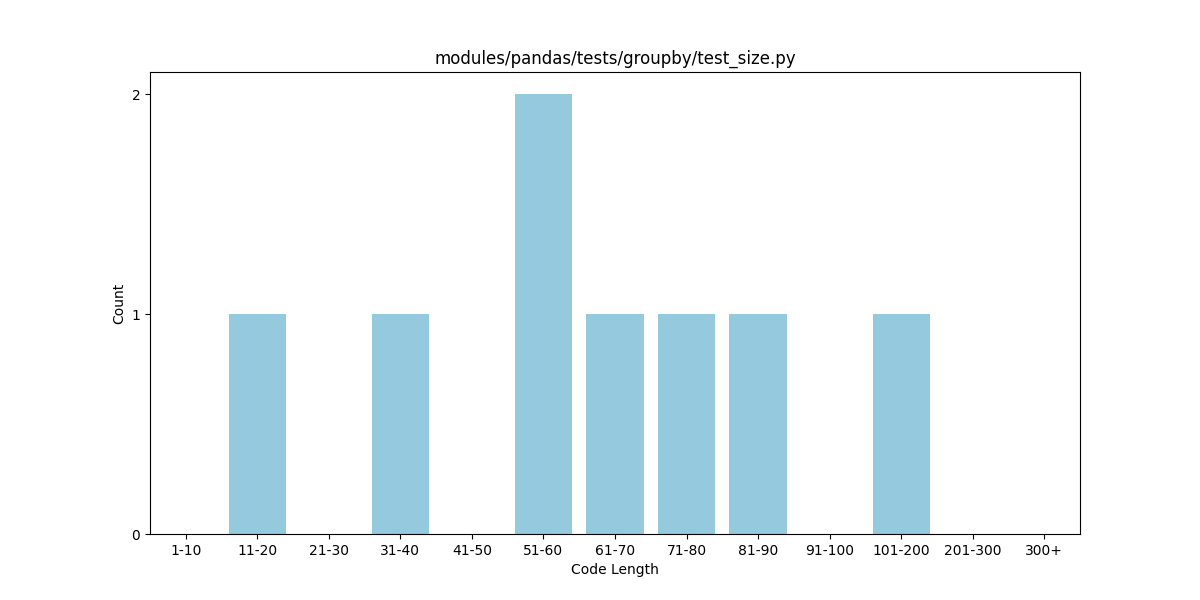 modules/pandas/tests/groupby/test_size.py
Count
2
1
0
1-10 11-20 21-30 31-40 41-50 51-60 61-70 71-80 81-90 91-100 101-200 201-300 300+
Code Length